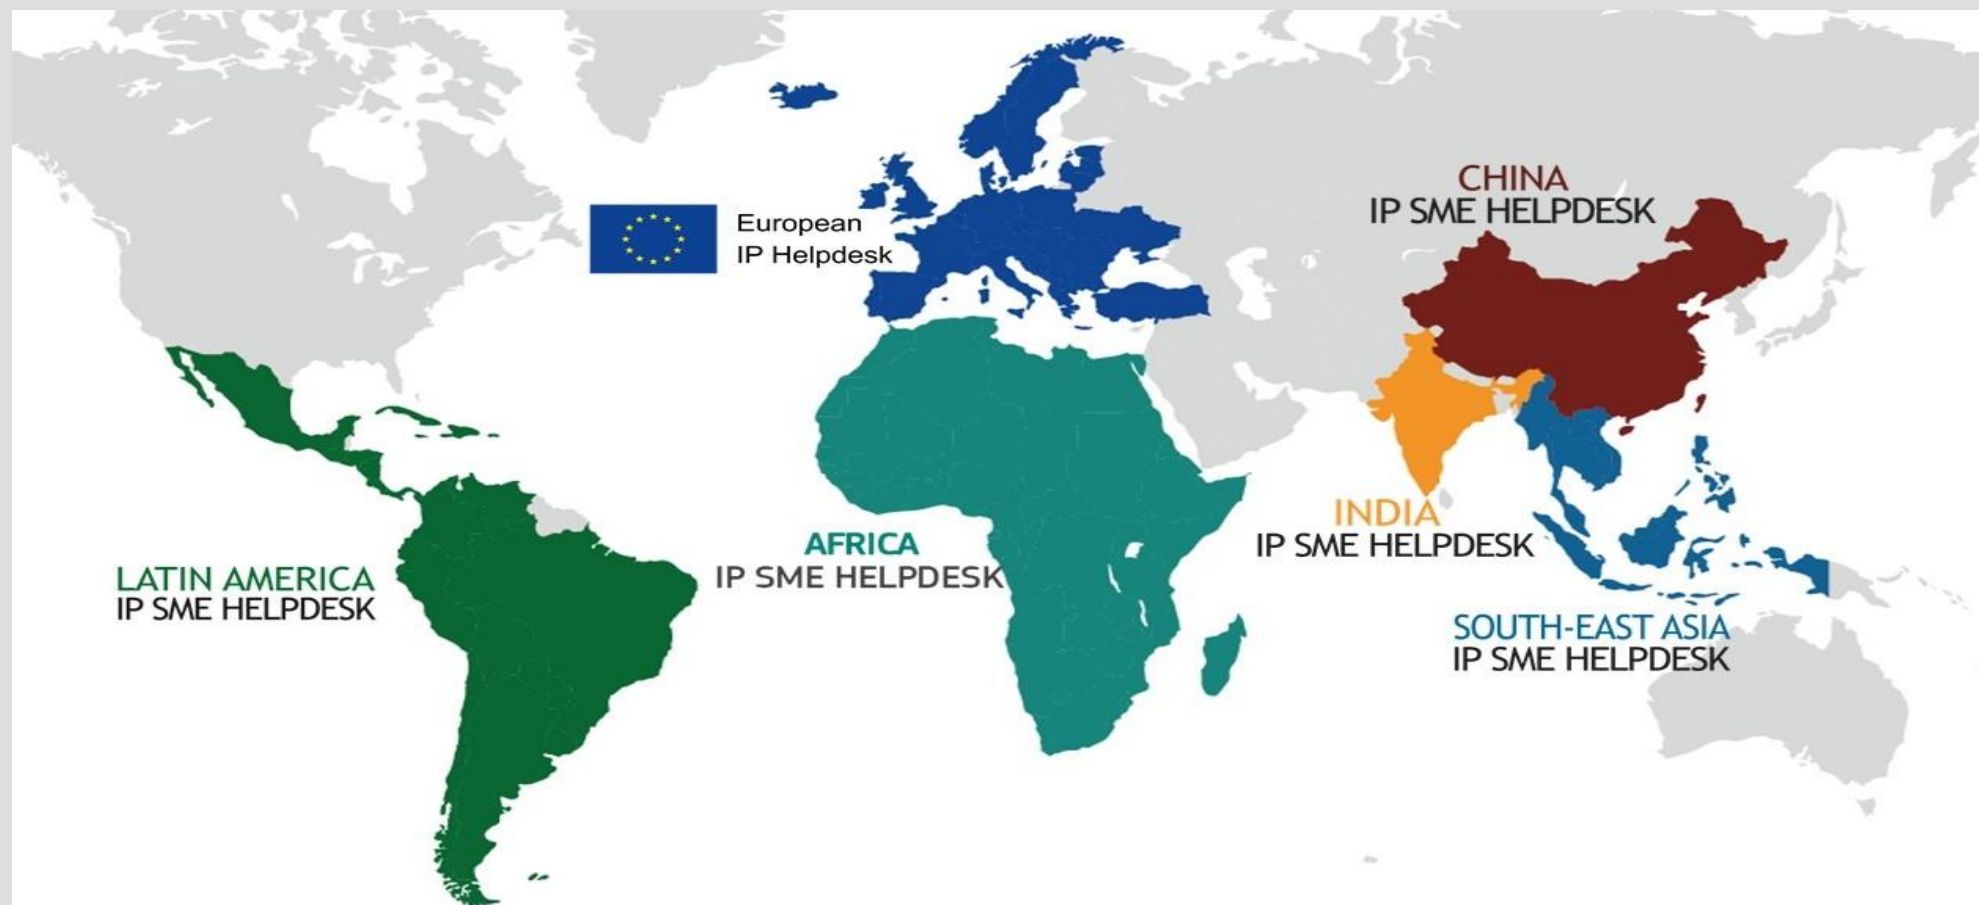 CHINA
IP SME HELPDESK
European
IP Helpdesk
INDIA
IP SME HELPDESK
AFRICA
IP SME HELPDESK
LATIN AMERICA
IP SME HELPDESK
SOUTH-EAST ASIA
IP SME HELPDESK